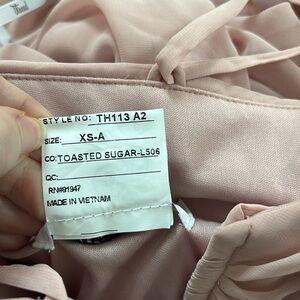 STYLE NO: TH113 A2
SIZE: XS-A
CO: TOASTED SUGAR-L506
QC:
RN#91947
MADE IN VIETNAM